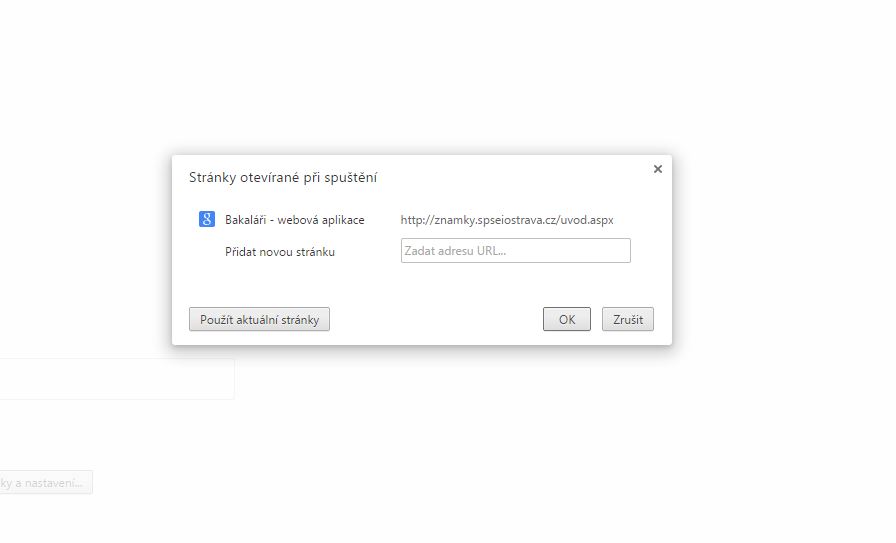 Stránky otevírané při spuštění
Bakaláři - webová aplikace http://znamky.spseiostrava.cz/uvod.aspx
Přidat novou stránku Zadat adresu URL...
Použít aktuální stránky OK Zrušit
ky a nastavení...